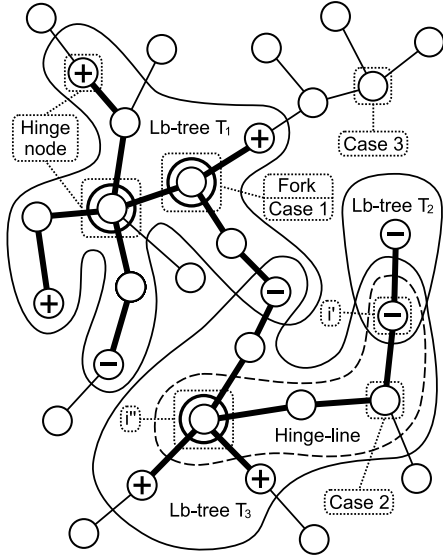 +
Hinge
node
Lb-tree T₁
+
Case 3
Fork
Case 1
Lb-tree T₂
−
+
−
i'
−
−
i''
Hinge-line
+
+
Lb-tree T₃
Case 2